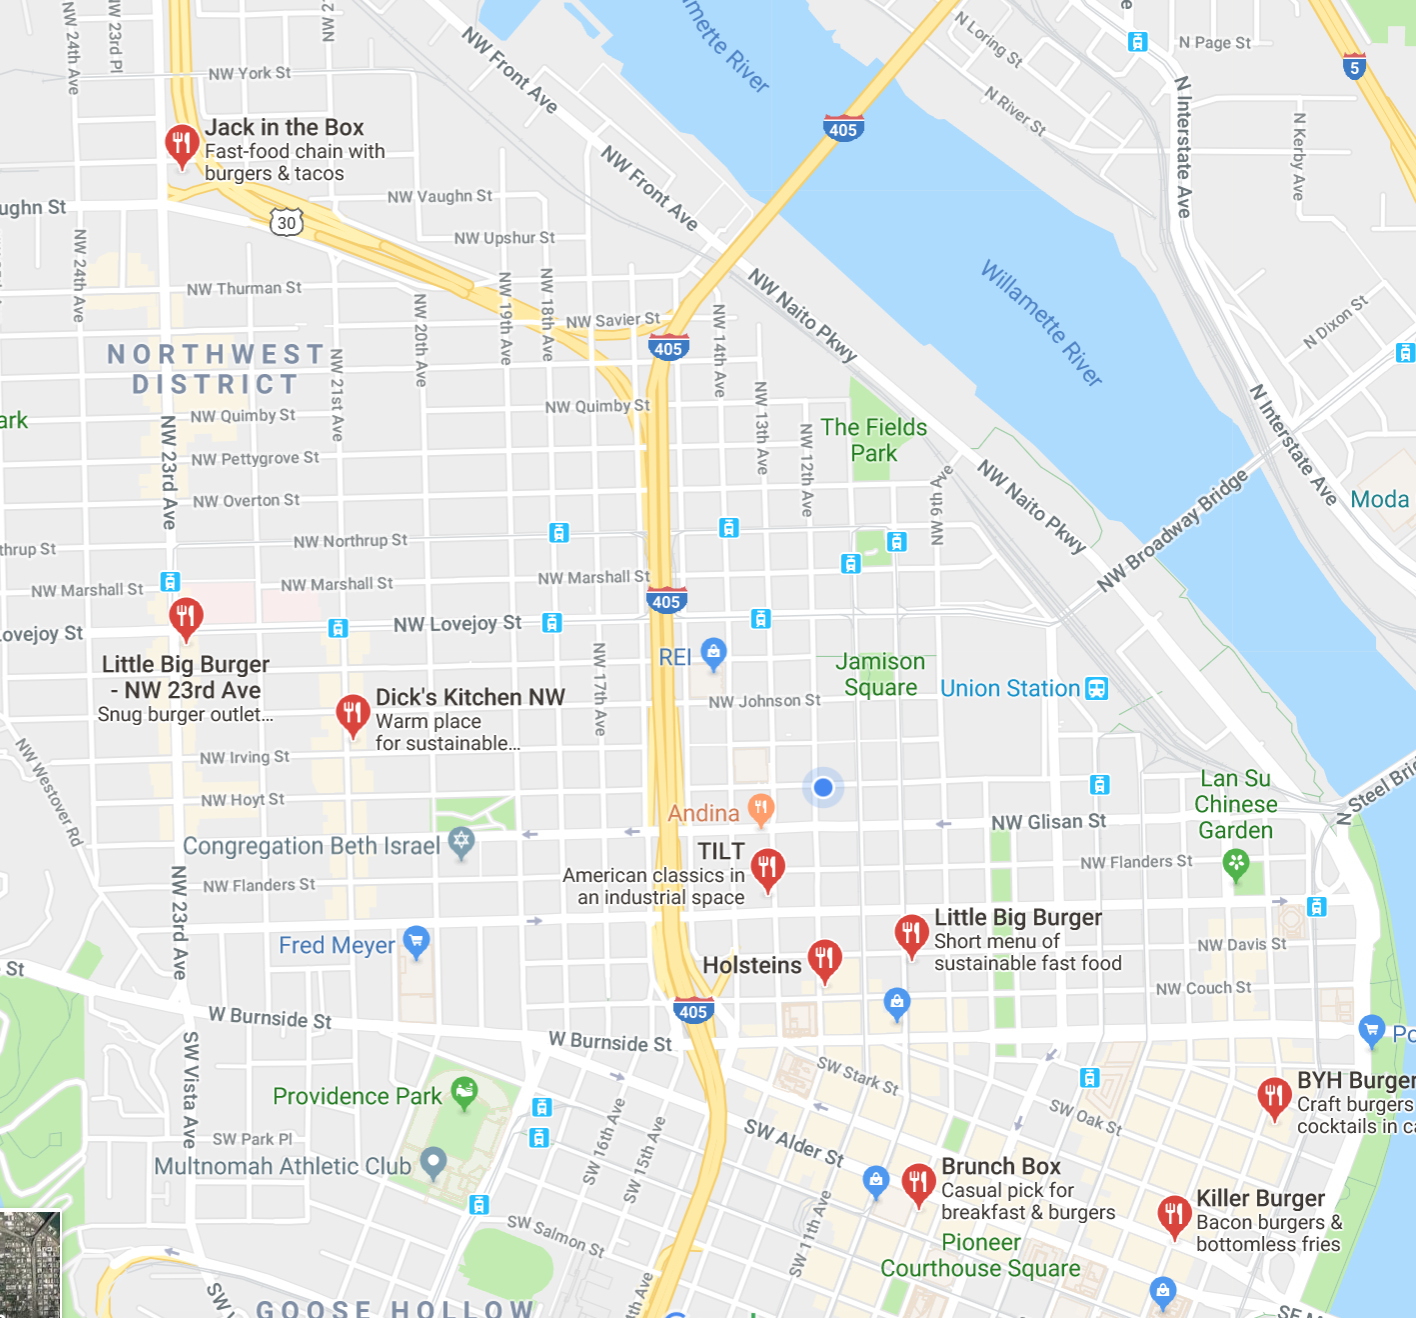 NW 24th Ave
NW 23rd Pl
NW York St
Jack in the Box
Fast-food chain with
burgers & tacos
ughn St
30
NW 24th Ave
NW Vaughn St
NW Upshur St
NW Thurman St
NW Savier St
NORTHWEST
DISTRICT
NW 21st Ave
NW 20th Ave
NW 19th Ave
NW 18th Ave
NW Front Ave
NW Front Ave
mette River
405
N Loring St
N River St
N Page St
N Interstate Ave
N Kerby Ave
5
N Dixon St
Willamette River
NW Naito Pkwy
405
NW 14th Ave
NW 13th Ave
NW 12th Ave
NW Quimby St
NW Quimby St
ark
NW 23rd Ave
NW Pettygrove St
NW Overton St
The Fields
Park
NW 9th Ave
NW Naito Pkwy
N Interstate Ave
NW Broadway Bridge
Moda
thrup St
NW Northrup St
NW Marshall St
NW Marshall St
NW Marshall St
405
ovejoy St
NW Lovejoy St
Little Big Burger
- NW 23rd Ave
Snug burger outlet...
Dick's Kitchen NW
Warm place
for sustainable...
NW 17th Ave
REI
Jamison
Square
Union Station
NW Johnson St
NW Westover Rd
NW Irving St
NW Hoyt St
Andina
Lan Su
Chinese
Garden
N Steel Bri
NW Glisan St
Congregation Beth Israel
TILT
American classics in
an industrial space
NW Flanders St
NW Flanders St
NW 23rd Ave
Fred Meyer
Little Big Burger
Short menu of
sustainable fast food
Holsteins
NW Davis St
NW Couch St
St
W Burnside St
405
W Burnside St
SW Vista Ave
Providence Park
SW Stark St
SW Oak St
Po
BYH Burger
Craft burgers
cocktails in ca
SW Park Pl
Multnomah Athletic Club
SW 16th Ave
SW 15th Ave
SW Alder St
Brunch Box
Casual pick for
breakfast & burgers
Killer Burger
Bacon burgers &
bottomless fries
SW 11th Ave
SW Salmon St
Pioneer
Courthouse Square
GOOSE HOLLOW
th Ave
SW
SE M